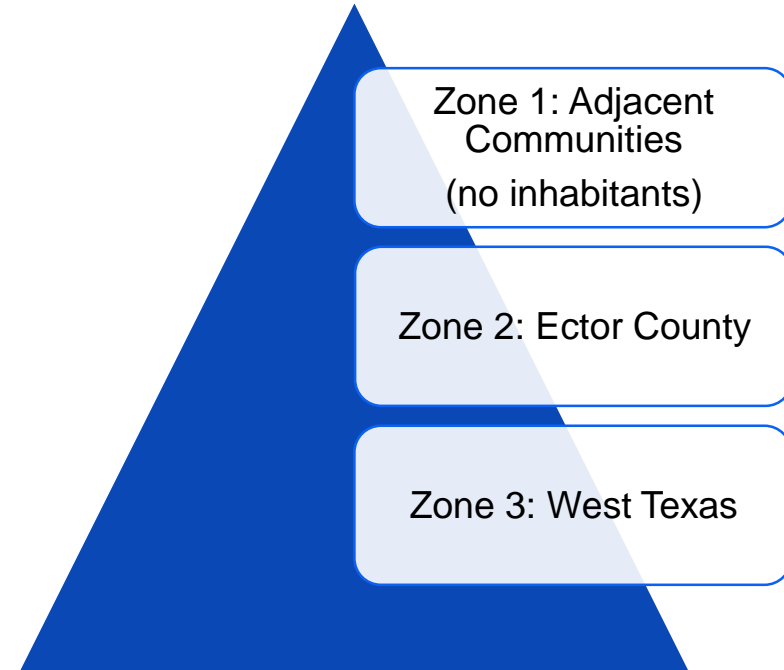 Zone 1: Adjacent
Communities
(no inhabitants)
Zone 2: Ector County
Zone 3: West Texas